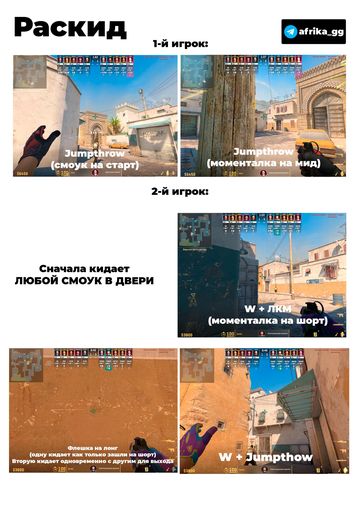 Раскид
afrika_gg
1-й игрок:
Jumpthrow
(смоук на старт)
Jumpthrow
(моменталка на мид)
2-й игрок:
Сначала кидает
ЛЮБОЙ СМОУК В ДВЕРИ
W + ЛКМ
(моменталка на шорт)
Флешка на лонг
(одну кидает как только зашли на шорт)
Вторую кидает одновременно с другим для выхода
W + Jumpthow